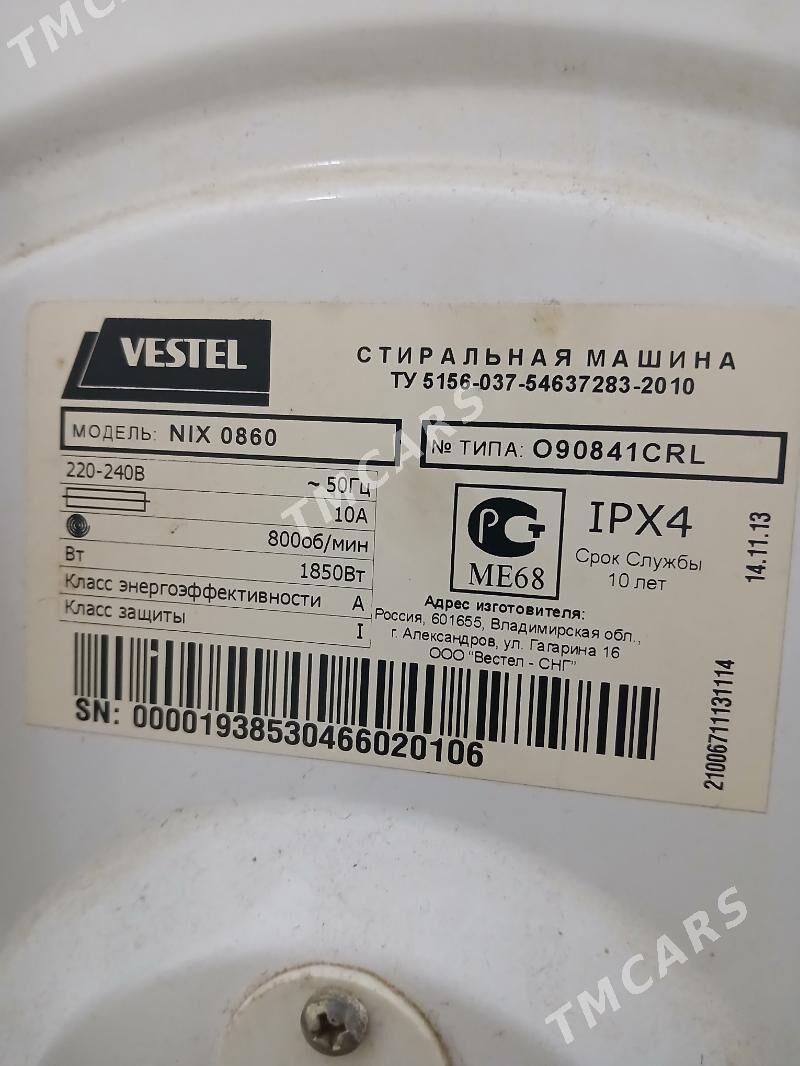 TMCARS
VESTEL
СТИРАЛЬНАЯ МАШИНА
ТУ 5156-037-54637283-2010
МОДЕЛЬ: NIX 0860
№ ТИПА: O90841CRL
220-240В ~ 50Гц
10А
800об/мин
Вт 1850Вт
Класс энергоэффективности А
Класс защиты I
РСТ
ME68
IPX4
Срок Службы
10 лет
14.11.13
Адрес изготовителя:
Россия, 601655, Владимирская обл.,
г. Александров, ул. Гагарина 16
ООО "Вестел - СНГ"
SN: 00001938530466020106
21006711131114
TMCARS
TMCARS